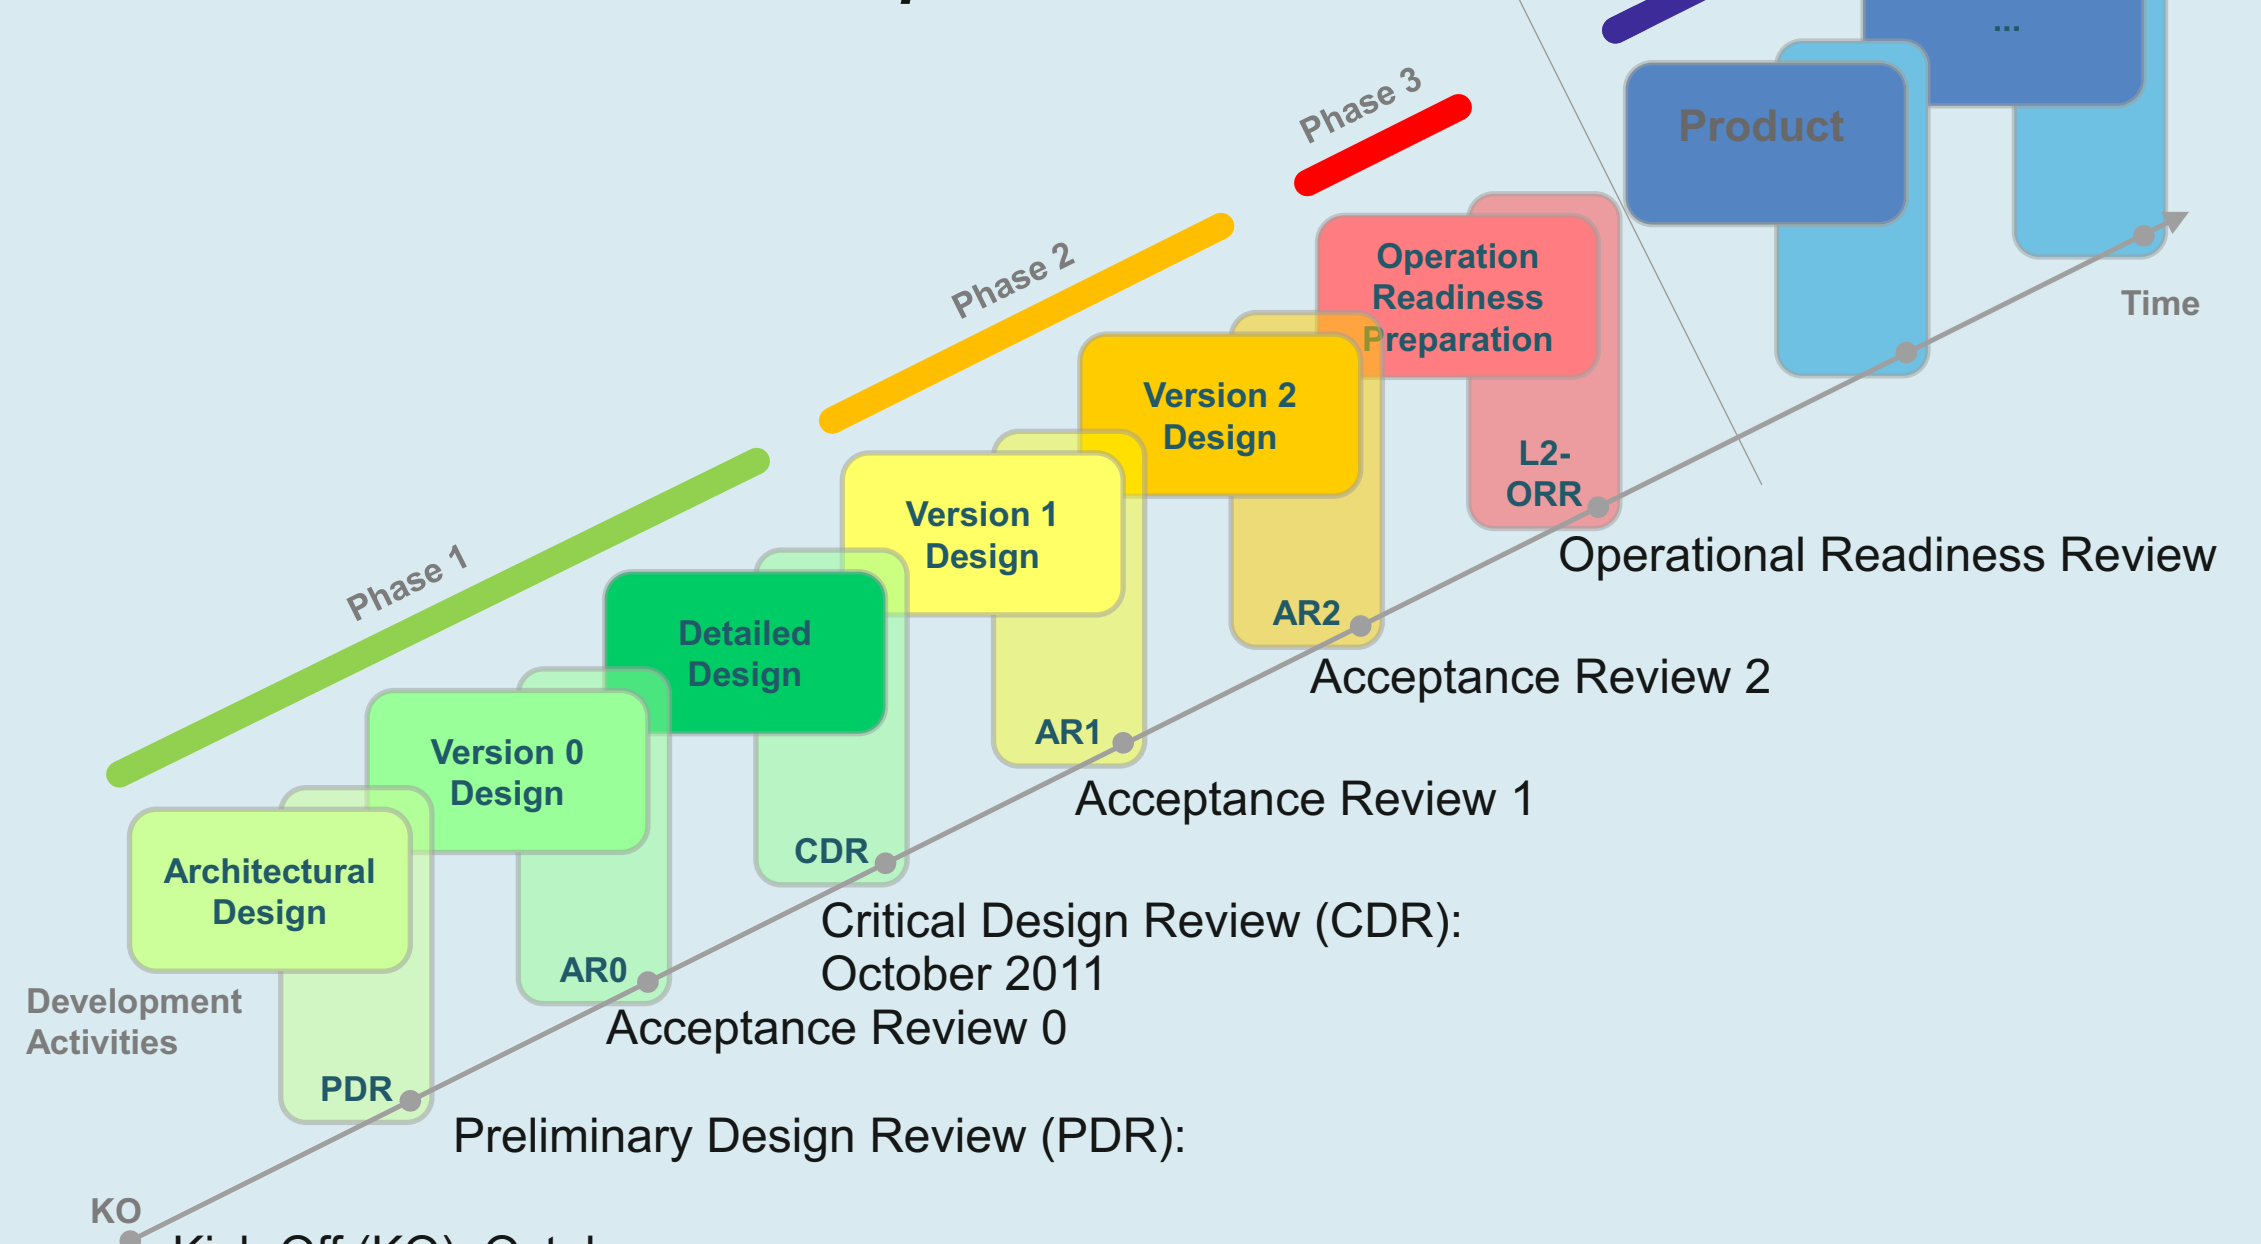 ...
Product
Phase 3
Operation
Readiness
Preparation
Time
Phase 2
Version 2
Design
L2-
ORR
Operational Readiness Review
Version 1
Design
AR2
Acceptance Review 2
Phase 1
Detailed
Design
AR1
Acceptance Review 1
Version 0
Design
CDR
Critical Design Review (CDR):
October 2011
Architectural
Design
AR0
Acceptance Review 0
Development
Activities
PDR
Preliminary Design Review (PDR):
KO